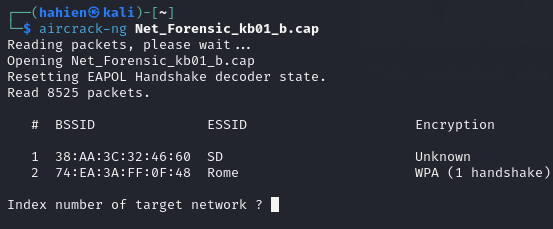 ┌──(hahien㉿kali)-[~]
└─$ aircrack-ng Net_Forensic_kb01_b.cap
Reading packets, please wait...
Opening Net_Forensic_kb01_b.cap
Resetting EAPOL Handshake decoder state.
Read 8525 packets.
# BSSID ESSID Encryption
1 38:AA:3C:32:46:60 SD Unknown
2 74:EA:3A:FF:0F:48 Rome WPA (1 handshake)
Index number of target network ?